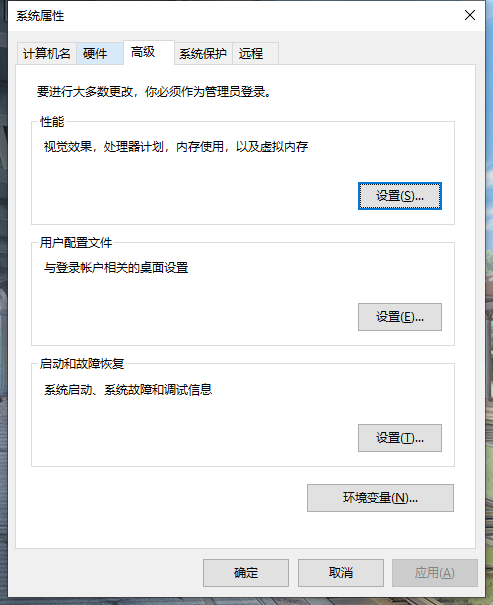 系统属性
计算机名 硬件 高级 系统保护 远程
要进行大多数更改，你必须作为管理员登录。
性能
视觉效果，处理器计划，内存使用，以及虚拟内存
设置(S)...
用户配置文件
与登录帐户相关的桌面设置
设置(E)...
启动和故障恢复
系统启动、系统故障和调试信息
设置(T)...
环境变量(N)...
确定 取消 应用(A)